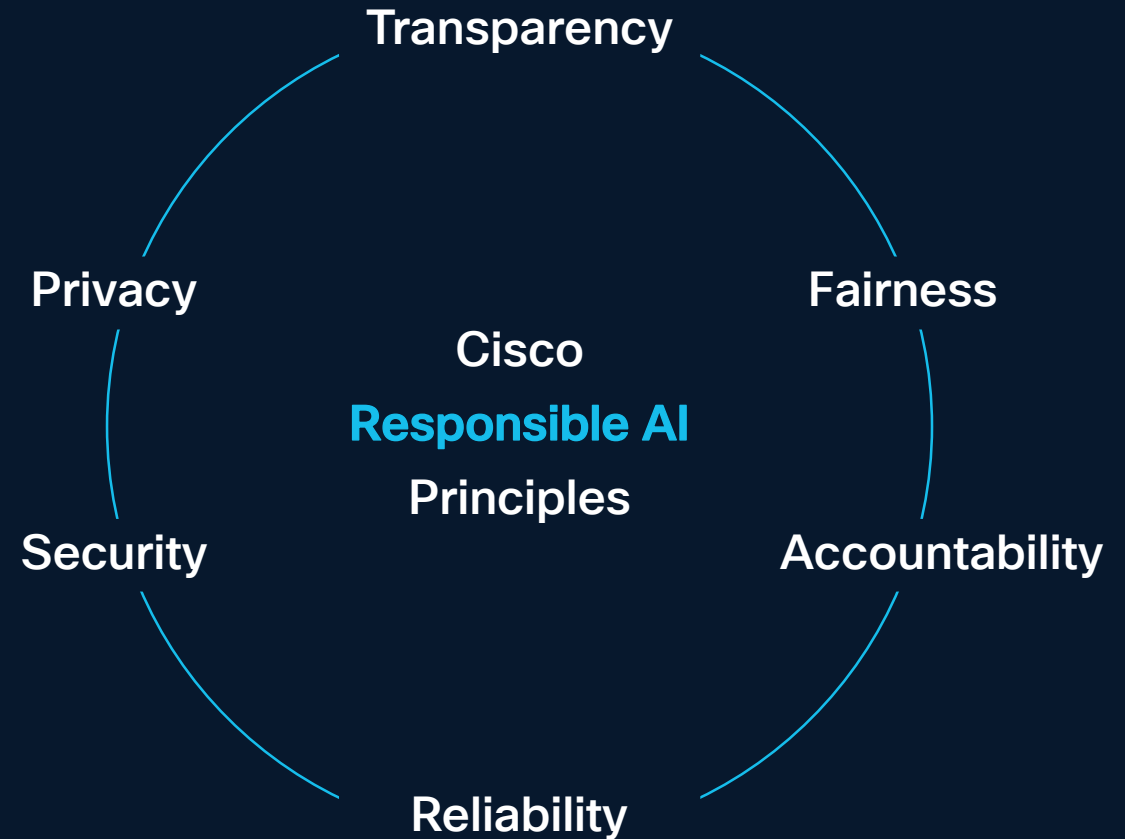 Transparency
Privacy
Fairness
Cisco
Responsible AI
Principles
Security
Accountability
Reliability